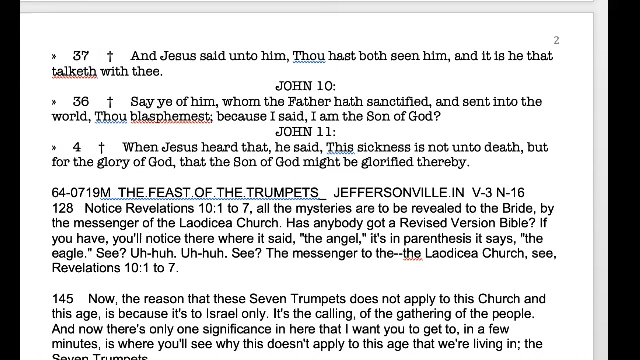 2
» 37 † And Jesus said unto him, Thou hast both seen him, and it is he that
talketh with thee.
JOHN 10:
» 36 † Say ye of him, whom the Father hath sanctified, and sent into the
world, Thou blasphemest; because I said, I am the Son of God?
JOHN 11:
» 4 † When Jesus heard that, he said, This sickness is not unto death, but
for the glory of God, that the Son of God might be glorified thereby.
64-0719M THE.FEAST.OF.THE.TRUMPETS_ JEFFERSONVILLE.IN V-3 N-16
128 Notice Revelations 10:1 to 7, all the mysteries are to be revealed to the Bride, by
the messenger of the Laodicea Church. Has anybody got a Revised Version Bible? If
you have, you'll notice there where it said, "the angel," it's in parenthesis it says, "the
eagle." See? Uh-huh. Uh-huh. See? The messenger to the--the Laodicea Church, see,
Revelations 10:1 to 7.
145 Now, the reason that these Seven Trumpets does not apply to this Church and
this age, is because it's to Israel only. It's the calling, of the gathering of the people.
And now there's only one significance in here that I want you to get to, in a few
minutes, is where you'll see why this doesn't apply to this age that we're living in; the
Seven Trumpets